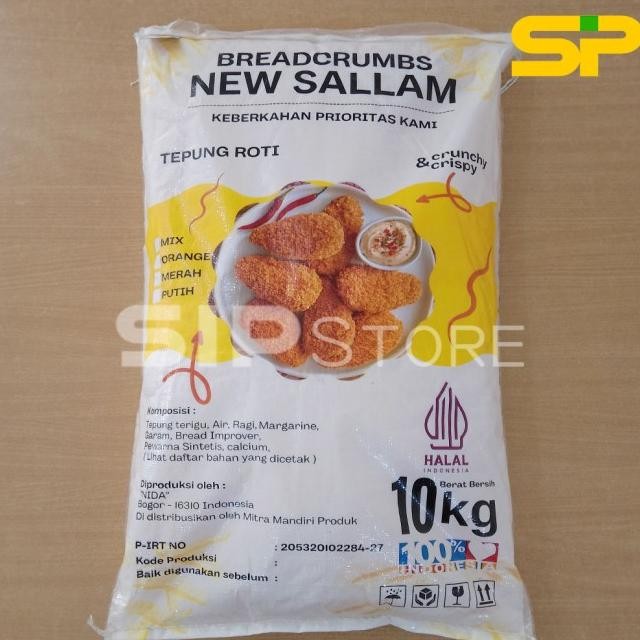 SP
BREADCRUMBS
NEW SALLAM
KEBERKAHAN PRIORITAS KAMI
TEPUNG ROTI
crunchy
&crispy
MIX
ORANGE
MERAH
PUTIH
SIP STORE
Komposisi :
Tepung terigu, Air, Ragi, Margarine,
Garam, Bread Improver,
Pewarna Sintetis, calcium,
( Lihat daftar bahan yang dicetak )
HALAL
INDONESIA
Diproduksi oleh :
"NIDA"
Bogor - 16310 Indonesia
Di distribusikan oleh Mitra Mandiri Produk
Berat Bersih
10kg
P-IRT NO : 205320102284-27
Kode Produksi :
Baik digunakan sebelum :
100%
INDONESIA